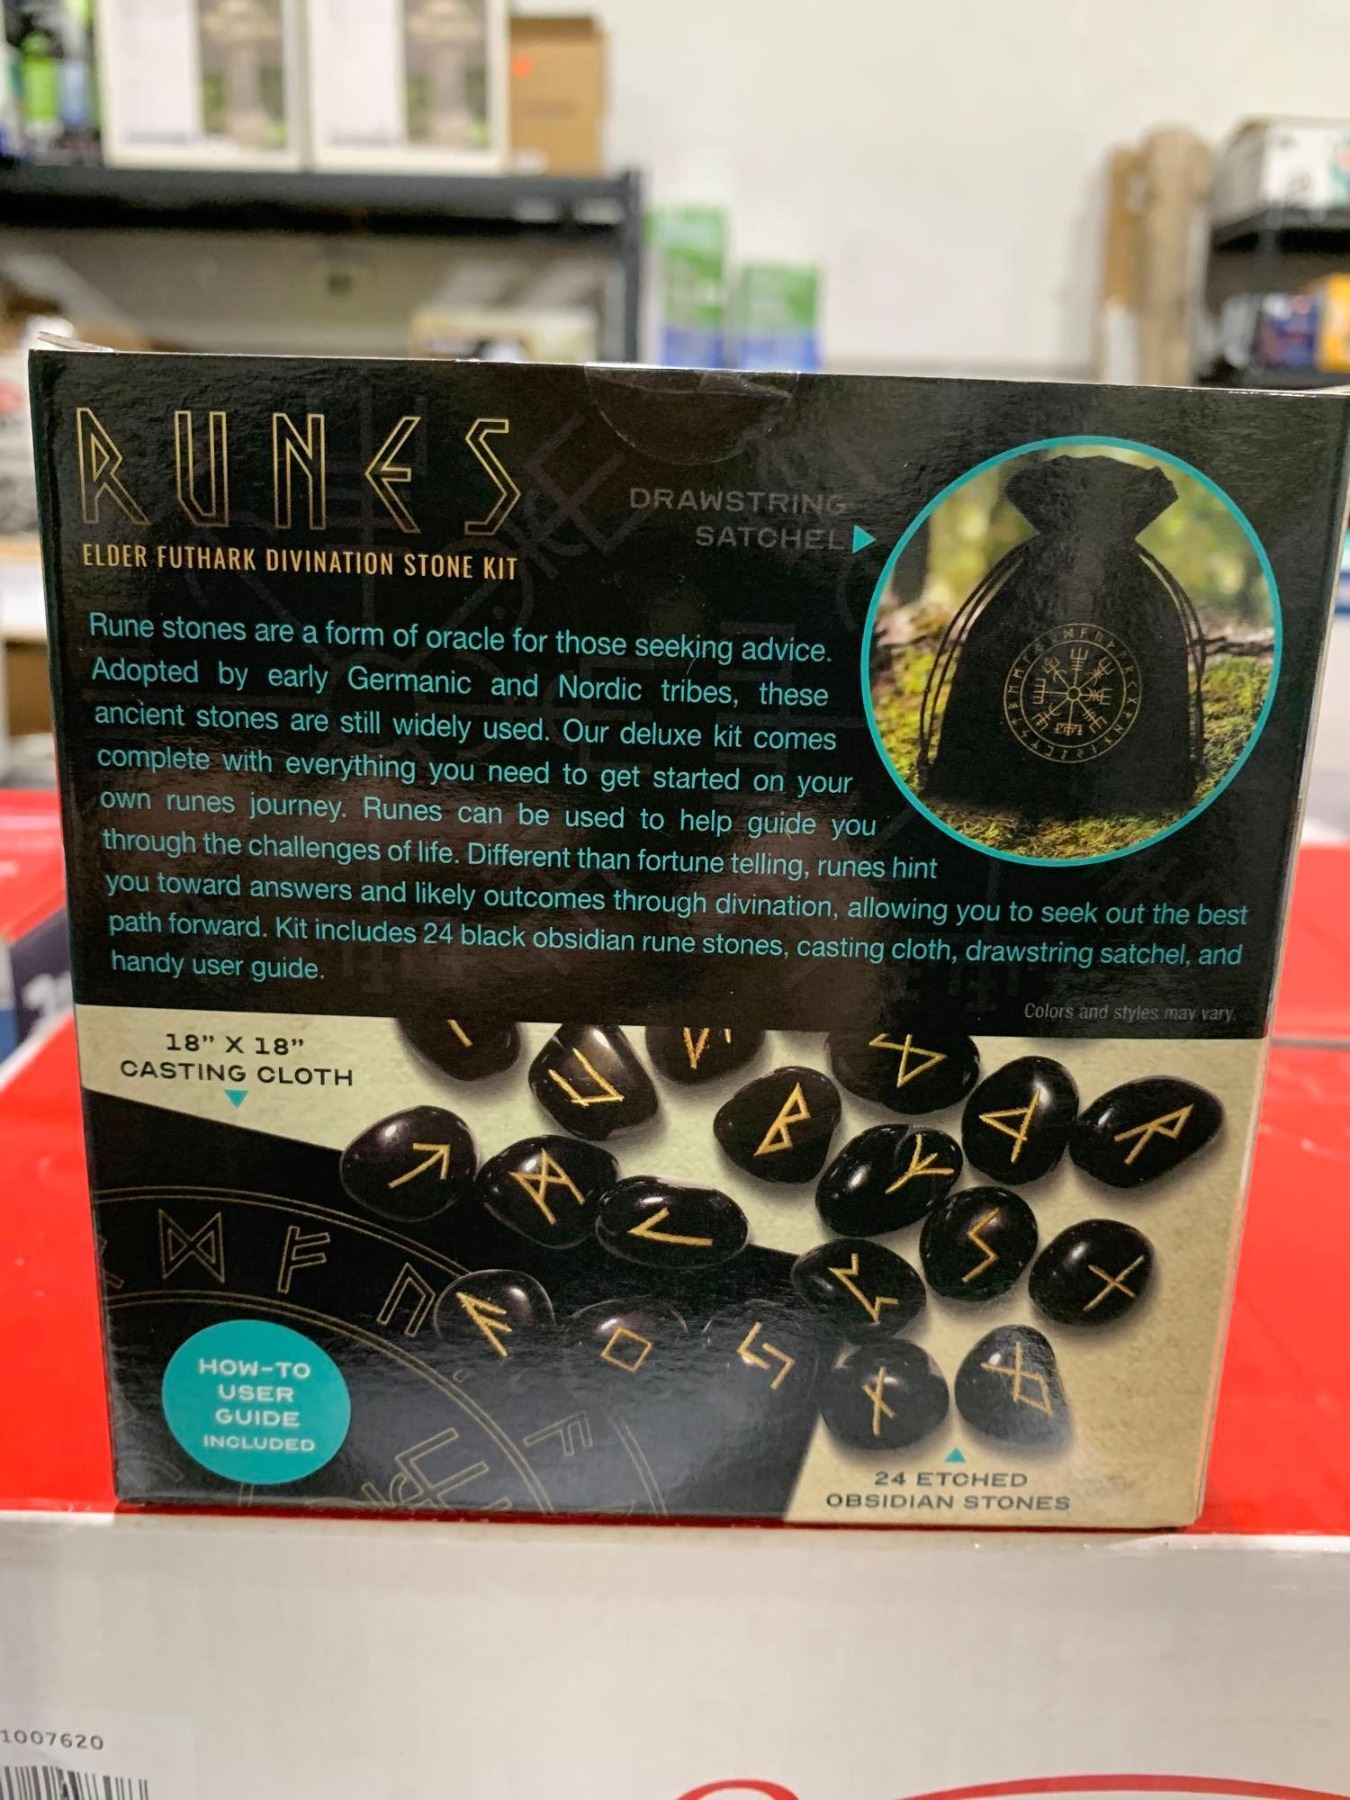 RUNES
ELDER FUTHARK DIVINATION STONE KIT
DRAWSTRING
SATCHEL
Rune stones are a form of oracle for those seeking advice.
Adopted by early Germanic and Nordic tribes, these
ancient stones are still widely used. Our deluxe kit comes
complete with everything you need to get started on your
own runes journey. Runes can be used to help guide you
through the challenges of life. Different than fortune telling, runes hint
you toward answers and likely outcomes through divination, allowing you to seek out the best
path forward. Kit includes 24 black obsidian rune stones, casting cloth, drawstring satchel, and
handy user guide.
Colors and styles may vary.
18" X 18"
CASTING CLOTH
HOW-TO
USER
GUIDE
INCLUDED
24 ETCHED
OBSIDIAN STONES
1007620